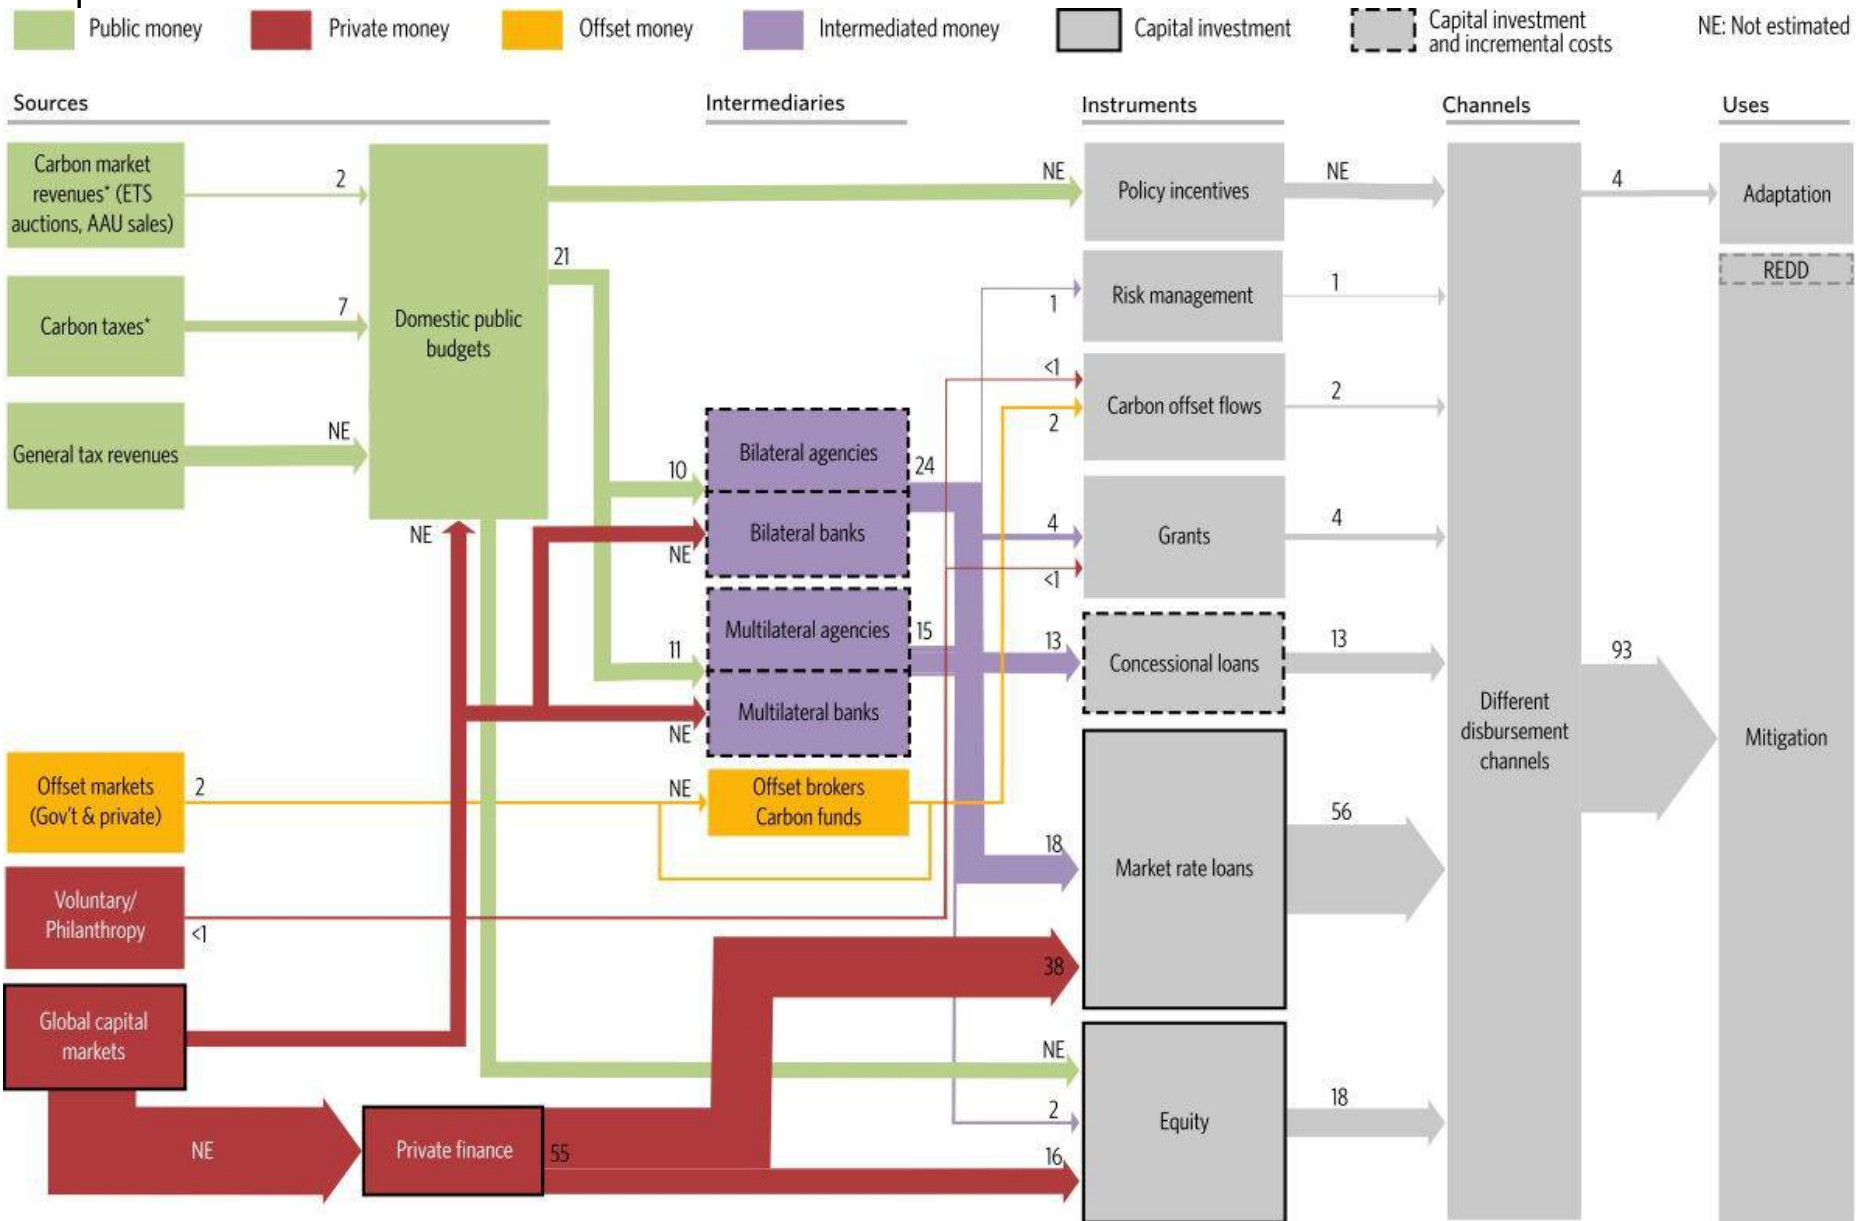 Public money
Private money
Offset money
Intermediated money
Capital investment
Capital investment
and incremental costs
NE: Not estimated
Sources
Intermediaries
Instruments
Channels
Uses
Carbon market
revenues* (ETS
auctions, AAU sales)
2
Carbon taxes*
7
General tax revenues
NE
Domestic public
budgets
21
NE
NE
Offset markets
(Gov't & private)
2
Voluntary/
Philanthropy
<1
Global capital
markets
NE
Private finance
55
10
Bilateral agencies
24
NE
Bilateral banks
11
Multilateral agencies
15
NE
Multilateral banks
NE
Offset brokers
Carbon funds
Policy incentives
NE
1
Risk management
1
<1
2
Carbon offset flows
2
4
<1
Grants
4
13
Concessional loans
13
18
38
Market rate loans
56
NE
2
16
Equity
18
Different
disbursement
channels
4
93
Adaptation
REDD
Mitigation